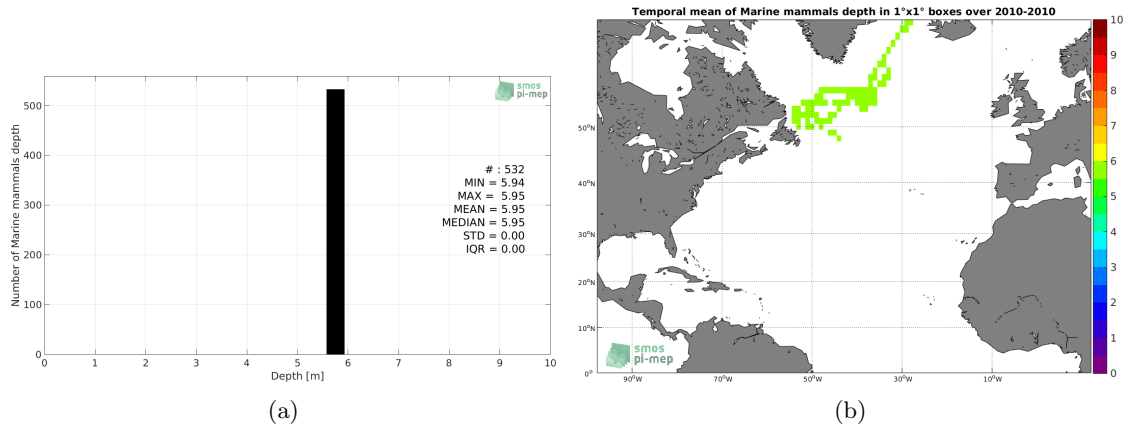 Number of Marine mammals depth
500
400
300
200
100
0
smos
pi-mep
# : 532
MIN = 5.94
MAX = 5.95
MEAN = 5.95
MEDIAN = 5.95
STD = 0.00
IQR = 0.00
0 1 2 3 4 5 6 7 8 9 10
Depth [m]
(a)
Temporal mean of Marine mammals depth in 1°x1° boxes over 2010-2010
50°N
40°N
30°N
20°N
10°N
0°
90°W 70°W 50°W 30°W 10°W
smos
pi-mep
10
9
8
7
6
5
4
3
2
1
0
(b)